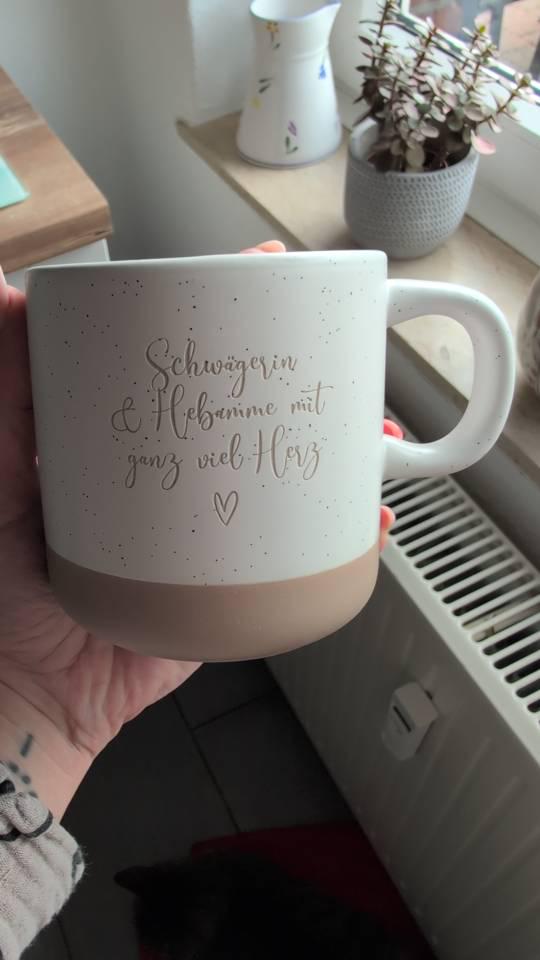 Schwägerin
& Hebamme mit
ganz viel Herz